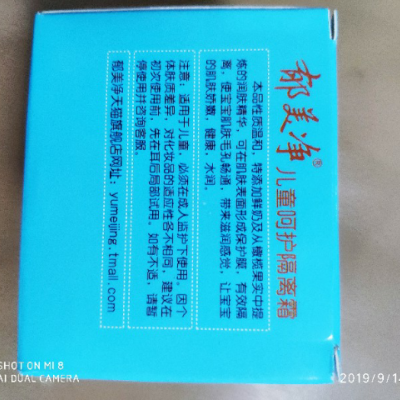 郁美净®儿童呵护隔离霜
本品性质温和，特添加鲜奶及从橄榄果实中提
炼的润肤精华，可在肌肤表面形成保护膜，有效隔
离，使宝宝肌肤毛孔畅通，带来滋润感觉，让宝宝
的肌肤娇嫩，健康，水润。
注意：适用于儿童，必须在成人监护下使用。因个
体肤质差异，对化妆品的适应性各不相同，建议在
初次使用前，先在耳后局部试用。如有不适，请暂
停使用并咨询客服。
郁美净天猫旗舰店网址：yumeijing.tmall.com
SHOT ON MI 8
AI DUAL CAMERA
2019/9/14